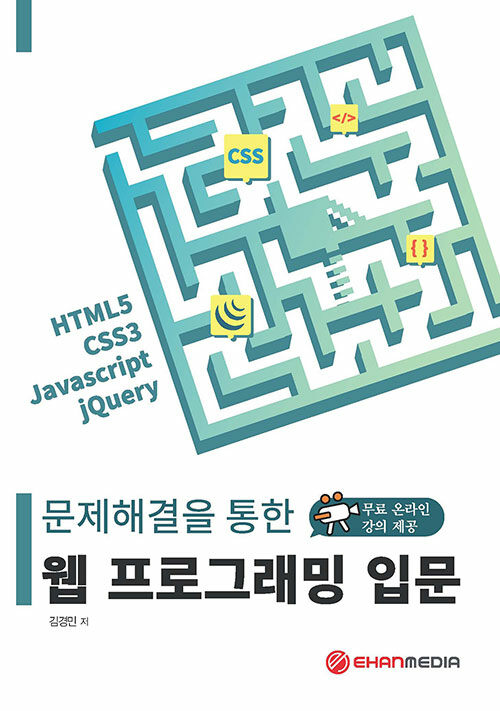 </>
CSS
{ }
HTML5
CSS3
Javascript
jQuery
문제해결을 통한
무료 온라인
강의 제공
웹 프로그래밍 입문
김경민 저
EHANMEDIA